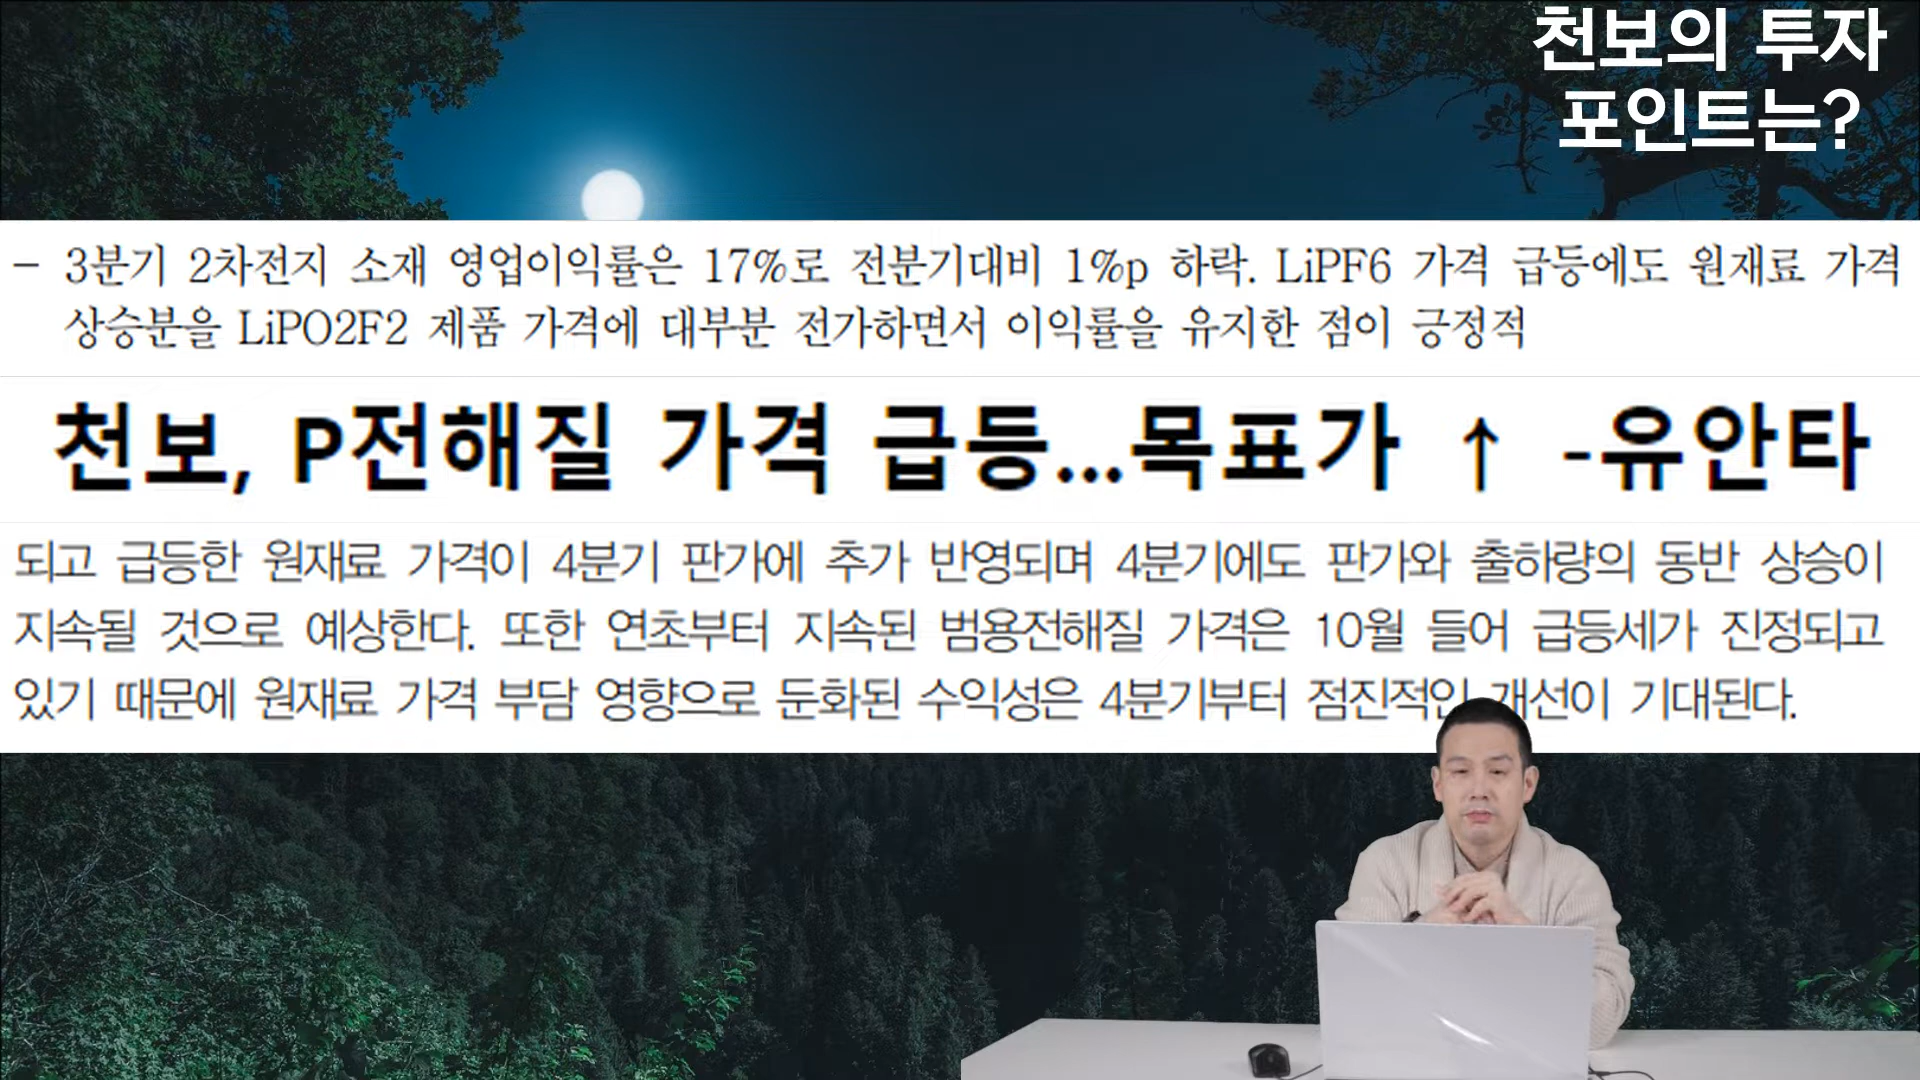 천보의 투자
포인트는?
- 3분기 2차전지 소재 영업이익률은 17%로 전분기대비 1%p 하락. LiPF6 가격 급등에도 원재료 가격
상승분을 LiPO2F2 제품 가격에 대부분 전가하면서 이익률을 유지한 점이 긍정적
천보, P전해질 가격 급등...목표가 ↑ -유안타
되고 급등한 원재료 가격이 4분기 판가에 추가 반영되며 4분기에도 판가와 출하량의 동반 상승이
지속될 것으로 예상한다. 또한 연초부터 지속된 범용전해질 가격은 10월 들어 급등세가 진정되고
있기 때문에 원재료 가격 부담 영향으로 둔화된 수익성은 4분기부터 점진적인 개선이 기대된다.